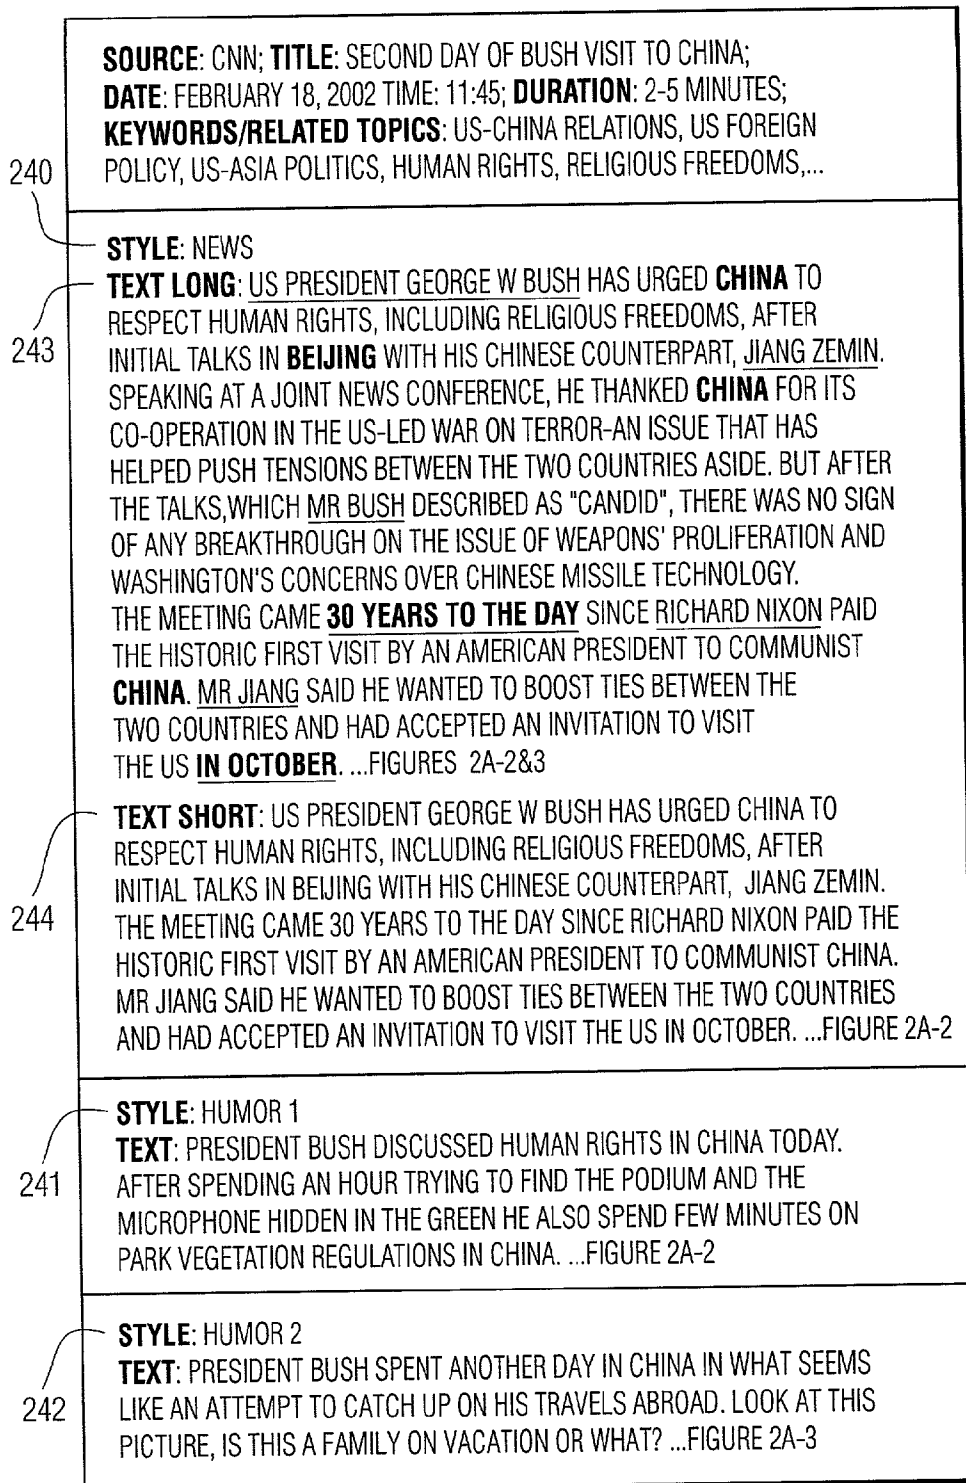 SOURCE: CNN; TITLE: SECOND DAY OF BUSH VISIT TO CHINA;
DATE: FEBRUARY 18, 2002 TIME: 11:45; DURATION: 2-5 MINUTES;
KEYWORDS/RELATED TOPICS: US-CHINA RELATIONS, US FOREIGN
POLICY, US-ASIA POLITICS, HUMAN RIGHTS, RELIGIOUS FREEDOMS,...
240
STYLE: NEWS
243
TEXT LONG: US PRESIDENT GEORGE W BUSH HAS URGED CHINA TO
RESPECT HUMAN RIGHTS, INCLUDING RELIGIOUS FREEDOMS, AFTER
INITIAL TALKS IN BEIJING WITH HIS CHINESE COUNTERPART, JIANG ZEMIN.
SPEAKING AT A JOINT NEWS CONFERENCE, HE THANKED CHINA FOR ITS
CO-OPERATION IN THE US-LED WAR ON TERROR-AN ISSUE THAT HAS
HELPED PUSH TENSIONS BETWEEN THE TWO COUNTRIES ASIDE. BUT AFTER
THE TALKS,WHICH MR BUSH DESCRIBED AS "CANDID", THERE WAS NO SIGN
OF ANY BREAKTHROUGH ON THE ISSUE OF WEAPONS' PROLIFERATION AND
WASHINGTON'S CONCERNS OVER CHINESE MISSILE TECHNOLOGY.
THE MEETING CAME 30 YEARS TO THE DAY SINCE RICHARD NIXON PAID
THE HISTORIC FIRST VISIT BY AN AMERICAN PRESIDENT TO COMMUNIST
CHINA. MR JIANG SAID HE WANTED TO BOOST TIES BETWEEN THE
TWO COUNTRIES AND HAD ACCEPTED AN INVITATION TO VISIT
THE US IN OCTOBER. ...FIGURES 2A-2&3
244
TEXT SHORT: US PRESIDENT GEORGE W BUSH HAS URGED CHINA TO
RESPECT HUMAN RIGHTS, INCLUDING RELIGIOUS FREEDOMS, AFTER
INITIAL TALKS IN BEIJING WITH HIS CHINESE COUNTERPART, JIANG ZEMIN.
THE MEETING CAME 30 YEARS TO THE DAY SINCE RICHARD NIXON PAID THE
HISTORIC FIRST VISIT BY AN AMERICAN PRESIDENT TO COMMUNIST CHINA.
MR JIANG SAID HE WANTED TO BOOST TIES BETWEEN THE TWO COUNTRIES
AND HAD ACCEPTED AN INVITATION TO VISIT THE US IN OCTOBER. ...FIGURE 2A-2
241
STYLE: HUMOR 1
TEXT: PRESIDENT BUSH DISCUSSED HUMAN RIGHTS IN CHINA TODAY.
AFTER SPENDING AN HOUR TRYING TO FIND THE PODIUM AND THE
MICROPHONE HIDDEN IN THE GREEN HE ALSO SPEND FEW MINUTES ON
PARK VEGETATION REGULATIONS IN CHINA. ...FIGURE 2A-2
242
STYLE: HUMOR 2
TEXT: PRESIDENT BUSH SPENT ANOTHER DAY IN CHINA IN WHAT SEEMS
LIKE AN ATTEMPT TO CATCH UP ON HIS TRAVELS ABROAD. LOOK AT THIS
PICTURE, IS THIS A FAMILY ON VACATION OR WHAT? ...FIGURE 2A-3